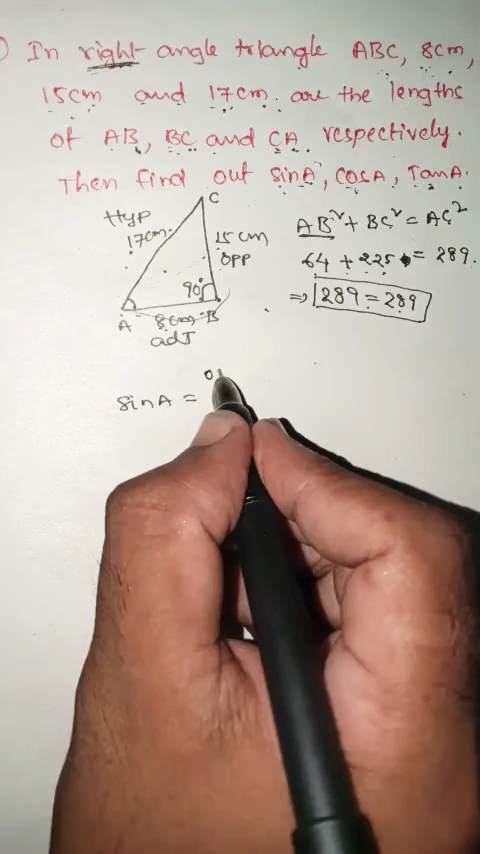 ) In right angle triangle ABC, 8cm,
15cm and 17cm are the lengths
of AB, BC and CA respectively.
Then find out sinA, cosA, TanA.
C
Hyp
17cm
15cm
opp
90°
A 8cm B
adJ
AB² + BC² = AC²
64 + 225 = 289.
⇒ 289 = 289
sinA = o